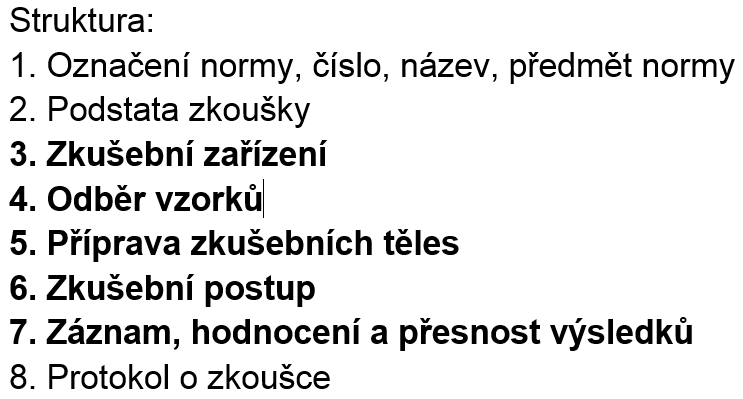 Struktura:
1. Označení normy, číslo, název, předmět normy
2. Podstata zkoušky
3. Zkušební zařízení
4. Odběr vzorků
5. Příprava zkušebních těles
6. Zkušební postup
7. Záznam, hodnocení a přesnost výsledků
8. Protokol o zkoušce